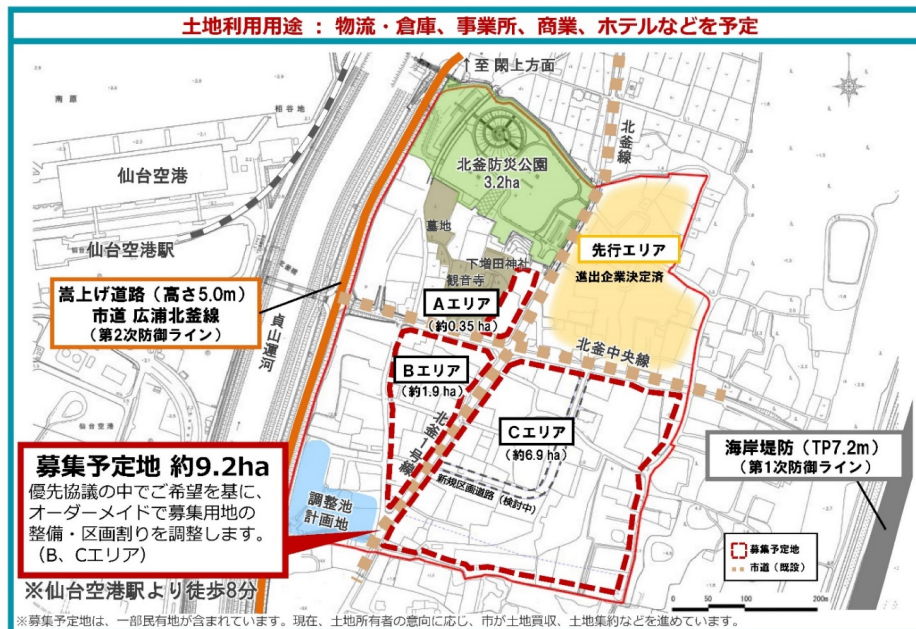 土地利用用途 ： 物流・倉庫、事業所、商業、ホテルなどを予定
↑至 閖上方面
北釜線
南原
相谷地
仙台空港
北釜防災公園
3.2ha
仙台空港駅
墓地
先行エリア
進出企業決定済
下増田神社
観音寺
嵩上げ道路（高さ5.0m）
市道 広浦北釜線
（第2次防御ライン）
Aエリア
（約0.35 ha）
貞山運河
北釜中央線
Bエリア
（約1.9 ha）
北釜1号線
Cエリア
（約6.9 ha）
仙台空港
海岸堤防（TP7.2m）
（第1次防御ライン）
募集予定地 約9.2ha
優先協議の中でご希望を基に、
オーダーメイドで募集用地の
整備・区画割りを調整します。
（B、Cエリア）
新規区画道路（検討中）
調整池
計画地
募集予定地
市道（既設）
※仙台空港駅より徒歩8分
0
100
200m
※募集予定地は、一部民有地が含まれています。現在、土地所有者の意向に応じ、市が土地買収、土地集約などを進めています。